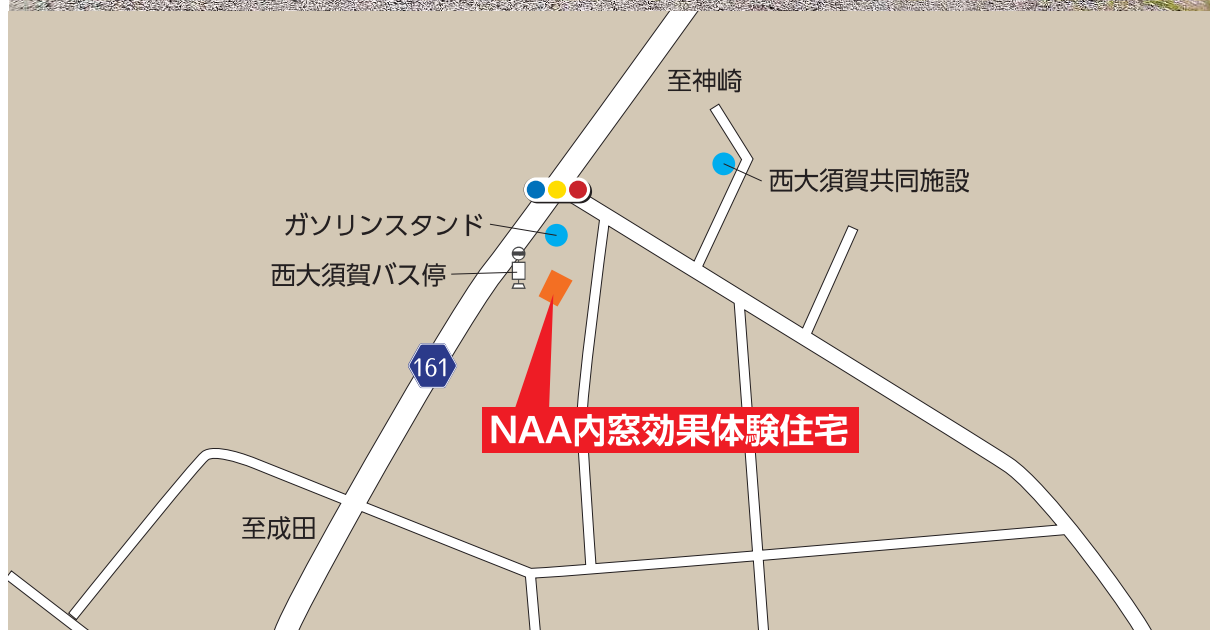 至神崎
西大須賀共同施設
ガソリンスタンド
西大須賀バス停
161
NAA内窓効果体験住宅
至成田